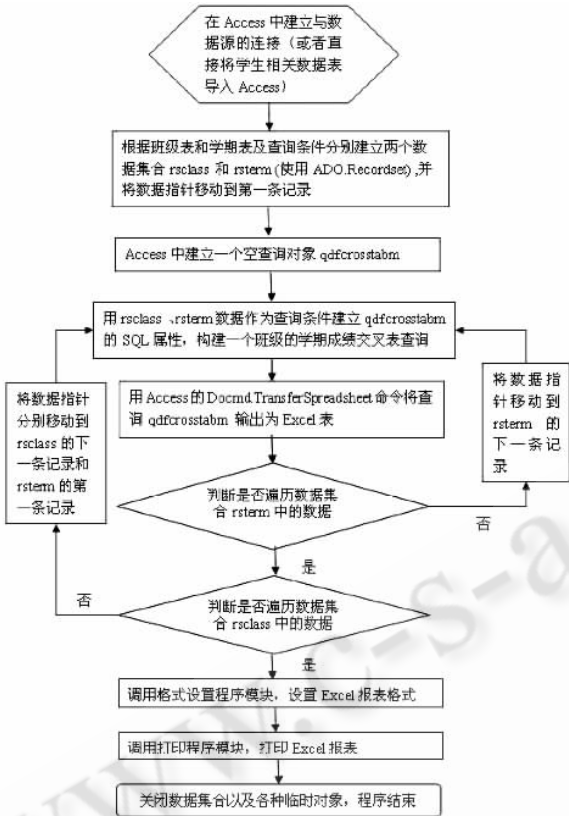 在 Access 中建立与数
据源的连接（或者直
接将学生相关数据表
导入 Access）
根据班级表和学期表及查询条件分别建立两个数
据集合 rsclass 和 rsterm (使用 ADO.Recordset) ,并
将数据指针移动到第一条记录
Access 中建立一个空查询对象 qdfcrosstabm
用 rsclass 、rsterm 数据作为查询条件建立 qdfcrosstabm
的 SQL 属性，构建一个班级的学期成绩交叉表查询
用 Access 的 Docmd.TransferSpreadsheet 命令将查
询 qdfcrosstabm 输出为 Excel 表
将数据指针
分别移动到
rsclass 的下
一条记录和
rsterm 的第
一条记录
将数据指
针移动到
rsterm 的
下一条记
录
判断是否遍历数据集
合 rsterm 中的数据
否
是
判断是否遍历数据集
合 rsclass 中的数据
否
是
调用格式设置程序模块，设置 Excel 报表格式
调用打印程序模块，打印 Excel 报表
关闭数据集合以及各种临时对象，程序结束
www.c-s-a